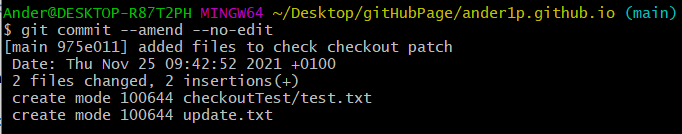 Ander@DESKTOP-R87T2PH MINGW64 ~/Desktop/gitHubPage/ander1p.github.io (main)
$ git commit --amend --no-edit
[main 975e011] added files to check checkout patch
 Date: Thu Nov 25 09:42:52 2021 +0100
 2 files changed, 2 insertions(+)
 create mode 100644 checkoutTest/test.txt
 create mode 100644 update.txt